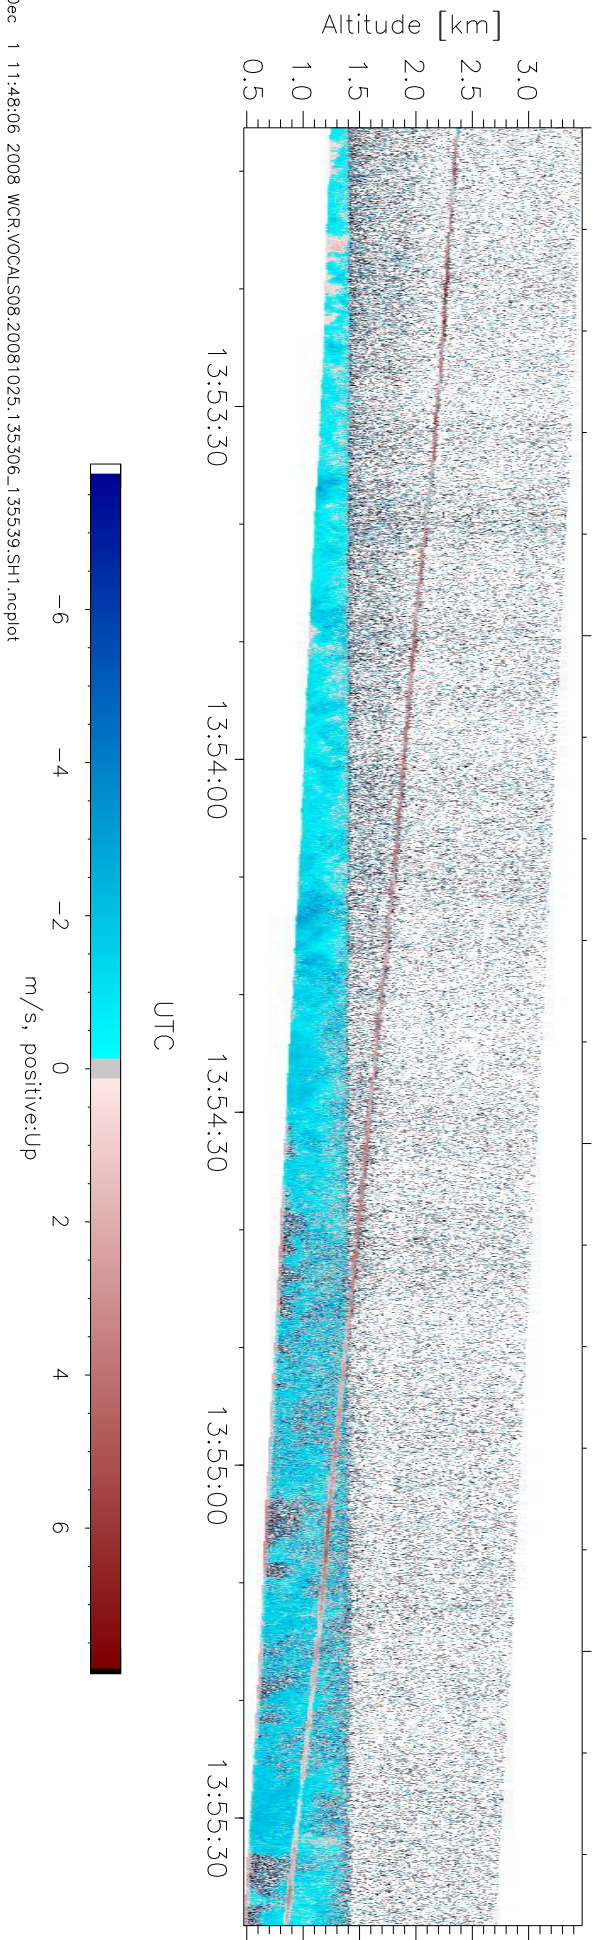 Altitude [km]
0.5 1.0 1.5 2.0 2.5 3.0
13:53:30 13:54:00 13:54:30 13:55:00 13:55:30
UTC
-6 -4 -2 0 2 4 6
m/s, positive:Up
Dec 1 11:48:06 2008 WCR.VOCALS08.20081025.135306_135539.SH1.ncplot